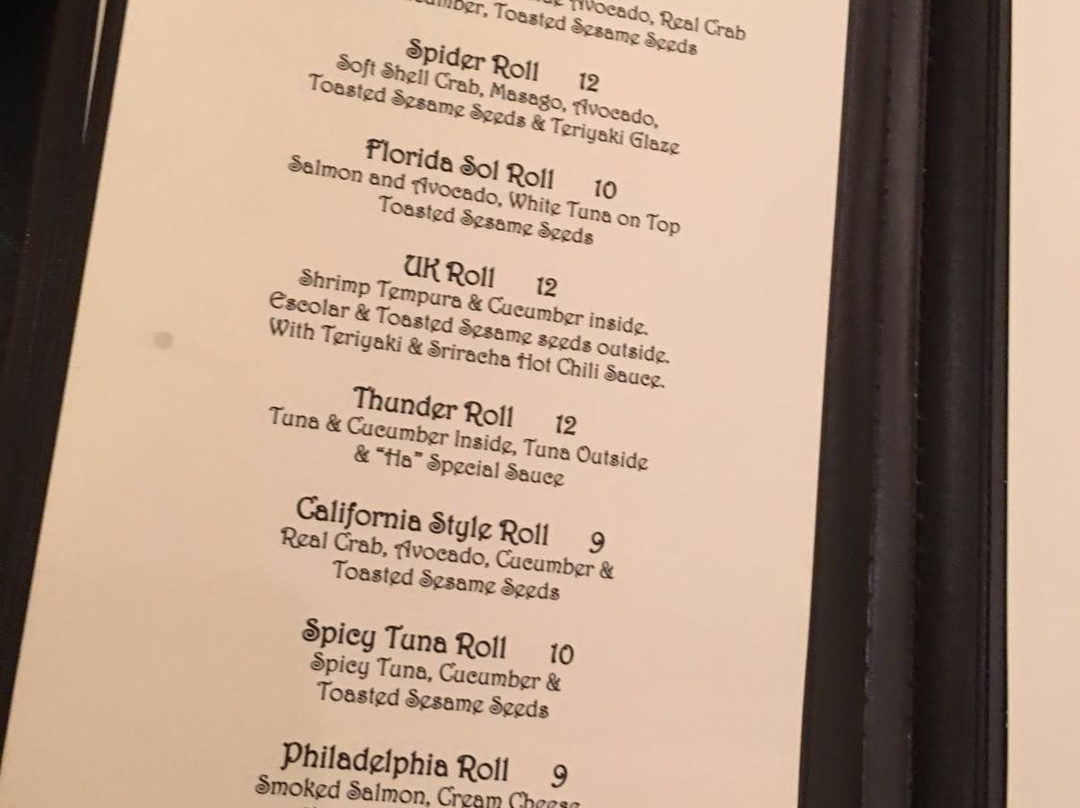 Avocado, Real Crab
Toasted Sesame Seeds
Spider Roll 12
Soft Shell Crab, Masago, Avocado,
Toasted Sesame Seeds & Teriyaki Glaze
Florida Sol Roll 10
Salmon and Avocado, White Tuna on Top
Toasted Sesame Seeds
UK Roll 12
Shrimp Tempura & Cucumber inside.
Escolar & Toasted Sesame seeds outside.
With Teriyaki & Sriracha Hot Chili Sauce.
Thunder Roll 12
Tuna & Cucumber Inside, Tuna Outside
& "Ha" Special Sauce
California Style Roll 9
Real Crab, Avocado, Cucumber &
Toasted Sesame Seeds
Spicy Tuna Roll 10
Spicy Tuna, Cucumber &
Toasted Sesame Seeds
Philadelphia Roll 9
Smoked Salmon, Cream Cheese